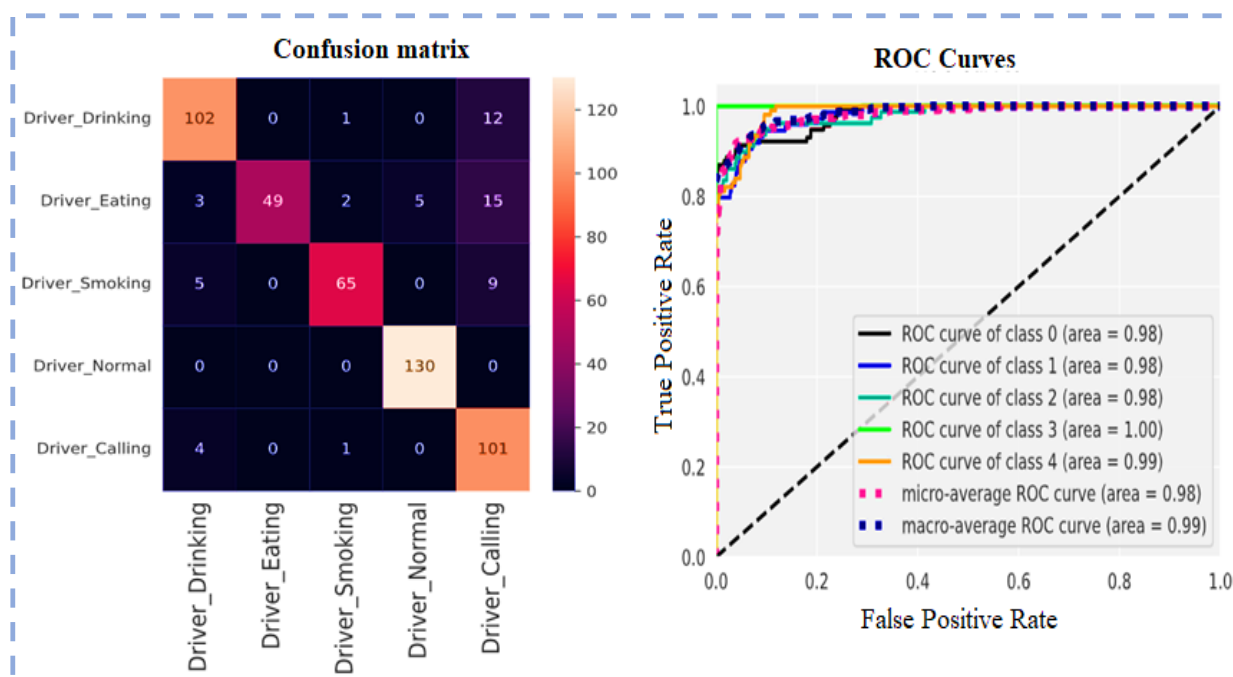 Confusion matrix
Driver_Drinking 102 0 1 0 12
Driver_Eating 3 49 2 5 15
Driver_Smoking 5 0 65 0 9
Driver_Normal 0 0 0 130 0
Driver_Calling 4 0 1 0 101
Driver_Drinking
Driver_Eating
Driver_Smoking
Driver_Normal
Driver_Calling
120
100
80
60
40
20
0
ROC Curves
True Positive Rate
1.0
0.8
0.6
0.4
0.2
0.0
ROC curve of class 0 (area = 0.98)
ROC curve of class 1 (area = 0.98)
ROC curve of class 2 (area = 0.98)
ROC curve of class 3 (area = 1.00)
ROC curve of class 4 (area = 0.99)
micro-average ROC curve (area = 0.98)
macro-average ROC curve (area = 0.99)
0.0 0.2 0.4 0.6 0.8 1.0
False Positive Rate